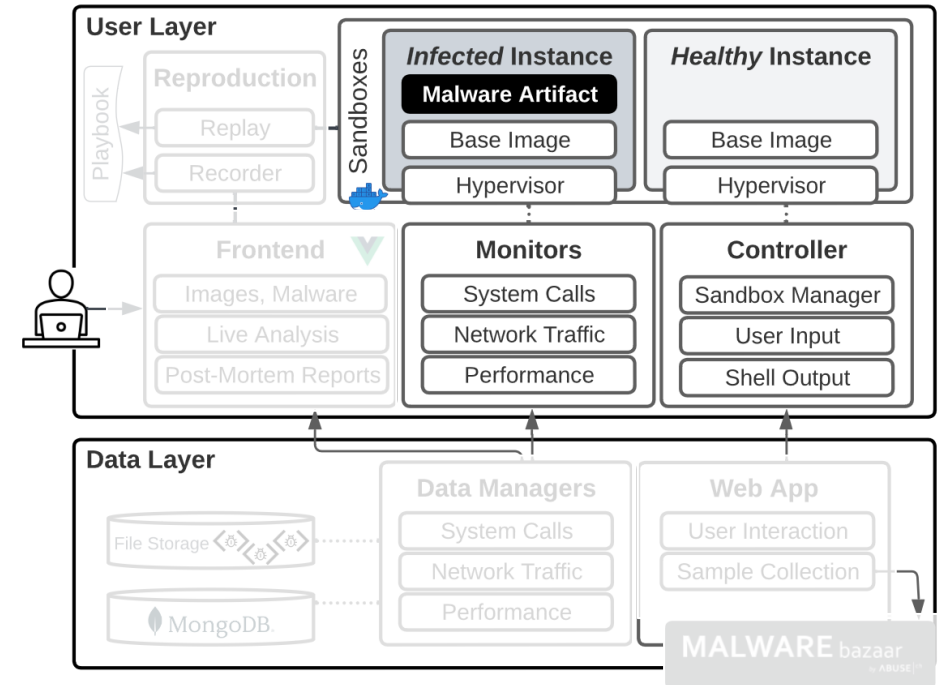 User Layer
Playbook
Reproduction
Replay
Recorder
Sandboxes
Infected Instance
Malware Artifact
Base Image
Hypervisor
Healthy Instance
Base Image
Hypervisor
Frontend
Images, Malware
Live Analysis
Post-Mortem Reports
Monitors
System Calls
Network Traffic
Performance
Controller
Sandbox Manager
User Input
Shell Output
Data Layer
File Storage
MongoDB.
Data Managers
System Calls
Network Traffic
Performance
Web App
User Interaction
Sample Collection
MALWARE bazaar
by ABUSE